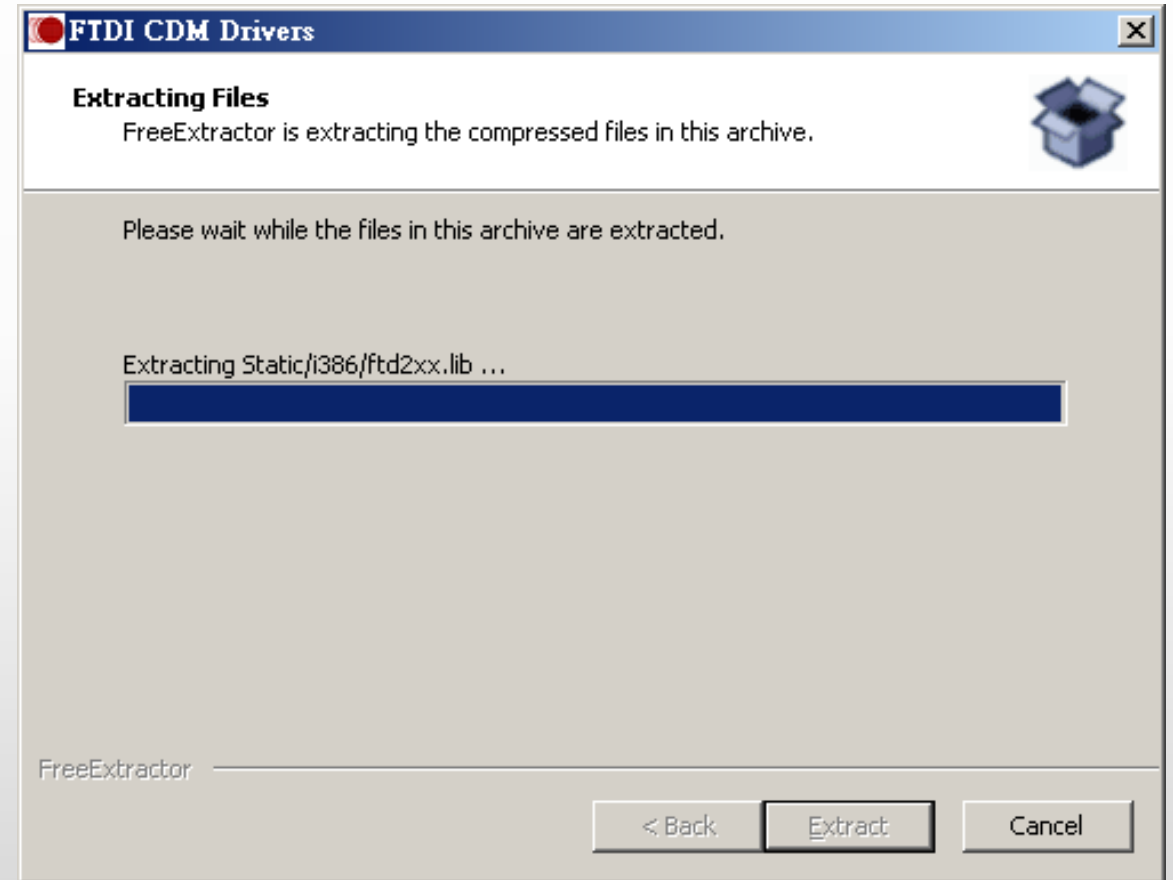 FTDI CDM Drivers
Extracting Files
FreeExtractor is extracting the compressed files in this archive.
Please wait while the files in this archive are extracted.
Extracting Static/i386/ftd2xx.lib ...
FreeExtractor
< Back
Extract
Cancel